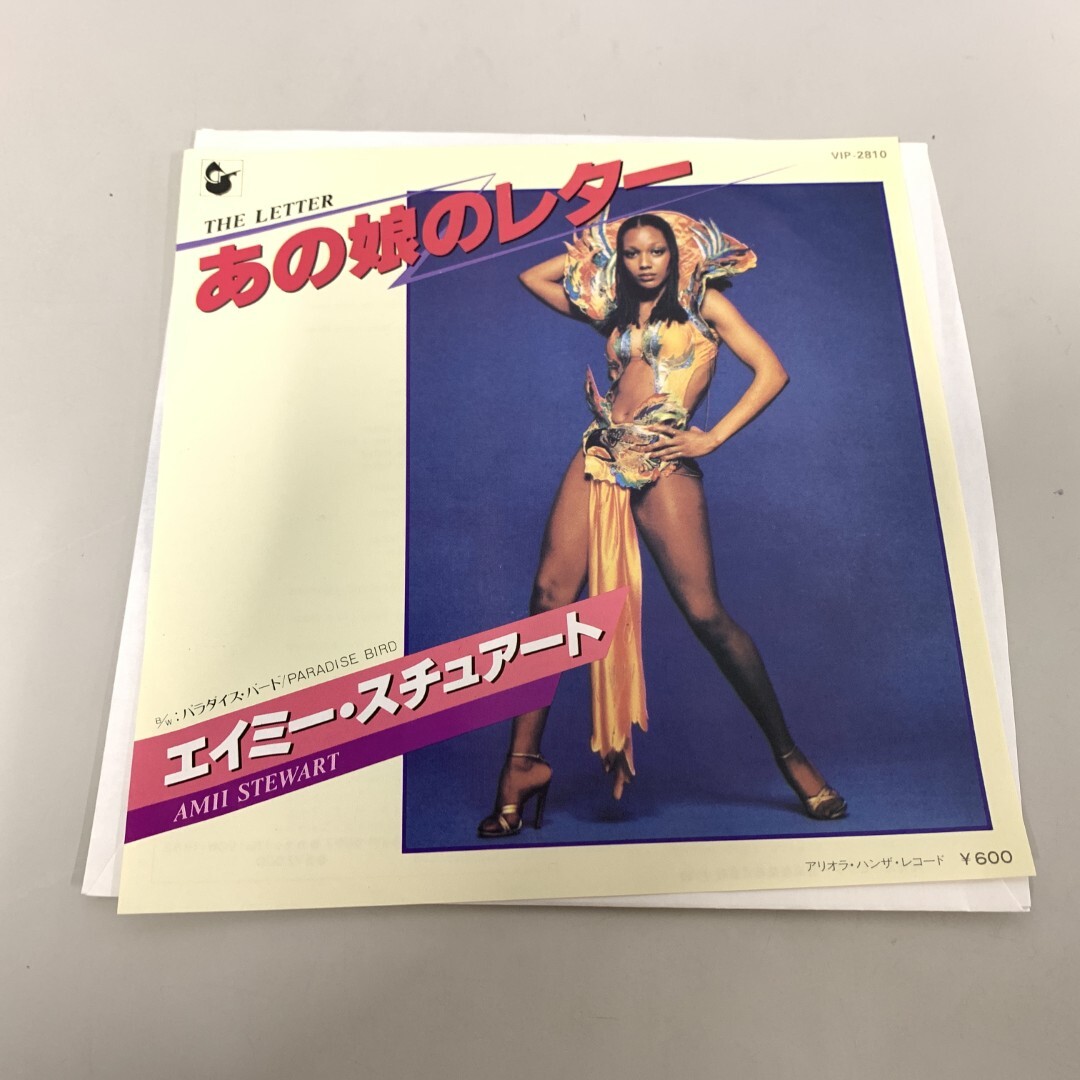 VIP-2810
THE LETTER
あの娘のレター
B/W:パラダイス・バード/PARADISE BIRD
エイミー・スチュアート
AMII STEWART
アリオラ・ハンザ・レコード ¥600